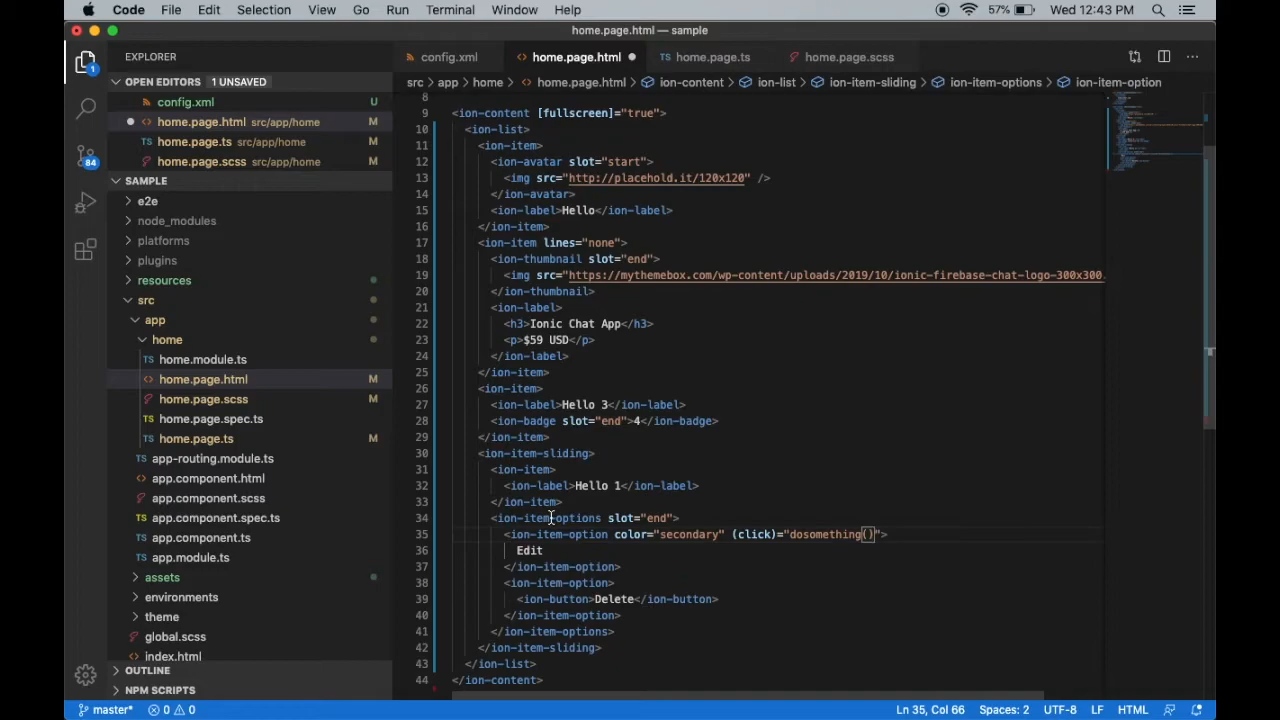 Code File Edit Selection View Go Run Terminal Window Help 57% Wed 12:43 PM
home.page.html — sample
EXPLORER
config.xml home.page.html home.page.ts home.page.scss
OPEN EDITORS 1 UNSAVED
src app home home.page.html ion-content ion-list ion-item-sliding ion-item-options ion-item-option
config.xml U
home.page.html src/app/home M
home.page.ts src/app/home M
home.page.scss src/app/home M
SAMPLE
e2e
node_modules
platforms
plugins
resources
src
app
home
home.module.ts
home.page.html M
home.page.scss M
home.page.spec.ts
home.page.ts M
app-routing.module.ts
app.component.html
app.component.scss
app.component.spec.ts
app.component.ts
app.module.ts
assets
environments
theme
global.scss
index.html
OUTLINE
NPM SCRIPTS
1
84
8
9 <ion-content [fullscreen]="true">
10 <ion-list>
11 <ion-item>
12 <ion-avatar slot="start">
13 <img src="http://placehold.it/120x120" />
14 </ion-avatar>
15 <ion-label>Hello</ion-label>
16 </ion-item>
17 <ion-item lines="none">
18 <ion-thumbnail slot="end">
19 <img src="https://mythemebox.com/wp-content/uploads/2019/10/ionic-firebase-chat-logo-300x300.
20 </ion-thumbnail>
21 <ion-label>
22 <h3>Ionic Chat App</h3>
23 <p>$59 USD</p>
24 </ion-label>
25 </ion-item>
26 <ion-item>
27 <ion-label>Hello 3</ion-label>
28 <ion-badge slot="end">4</ion-badge>
29 </ion-item>
30 <ion-item-sliding>
31 <ion-item>
32 <ion-label>Hello 1</ion-label>
33 </ion-item>
34 <ion-item-options slot="end">
35 <ion-item-option color="secondary" (click)="dosomething()">
36 Edit
37 </ion-item-option>
38 <ion-item-option>
39 <ion-button>Delete</ion-button>
40 </ion-item-option>
41 </ion-item-options>
42 </ion-item-sliding>
43 </ion-list>
44 </ion-content>
master* 0 0 Ln 35, Col 66 Spaces: 2 UTF-8 LF HTML